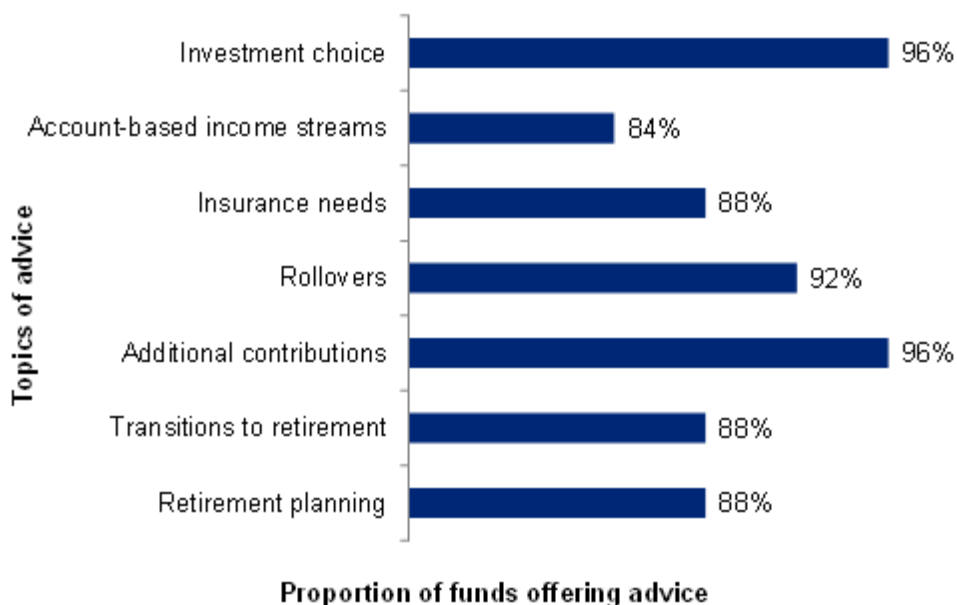 Topics of advice
Investment choice 96%
Account-based income streams 84%
Insurance needs 88%
Rollovers 92%
Additional contributions 96%
Transitions to retirement 88%
Retirement planning 88%
Proportion of funds offering advice